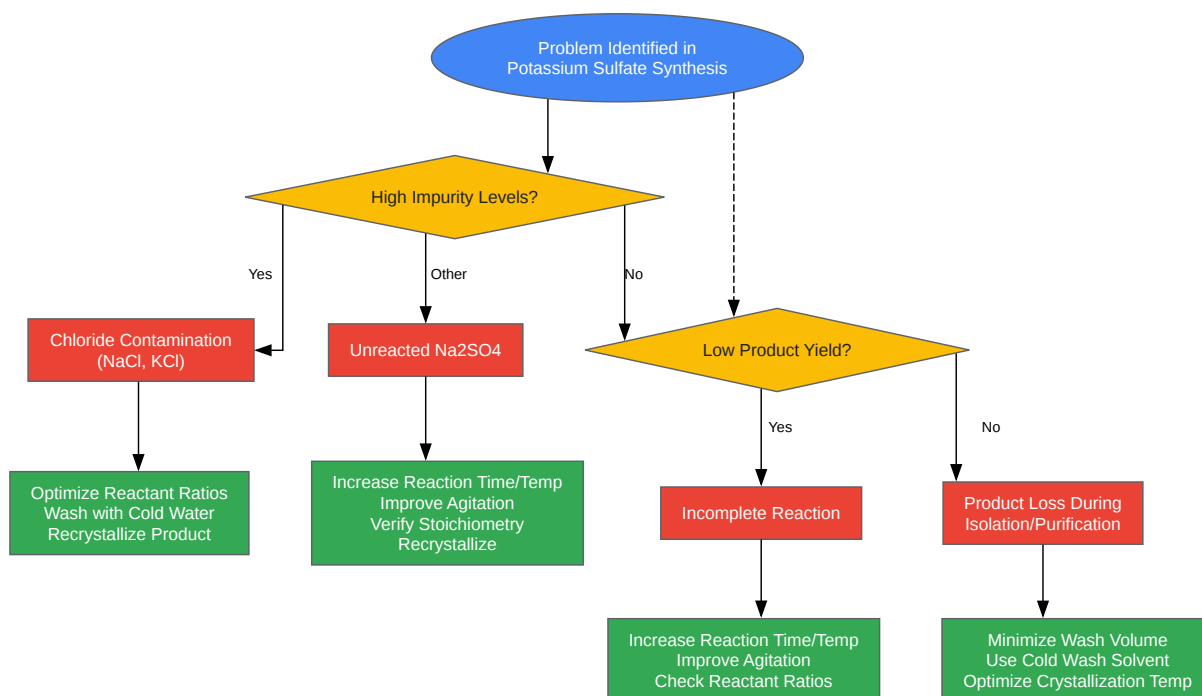 Problem Identified in
Potassium Sulfate Synthesis
High Impurity Levels?
Yes
Other
No
Chloride Contamination
(NaCl, KCl)
Unreacted Na2SO4
Low Product Yield?
Optimize Reactant Ratios
Wash with Cold Water
Recrystallize Product
Increase Reaction Time/Temp
Improve Agitation
Verify Stoichiometry
Recrystallize
Yes
No
Incomplete Reaction
Product Loss During
Isolation/Purification
Increase Reaction Time/Temp
Improve Agitation
Check Reactant Ratios
Minimize Wash Volume
Use Cold Wash Solvent
Optimize Crystallization Temp